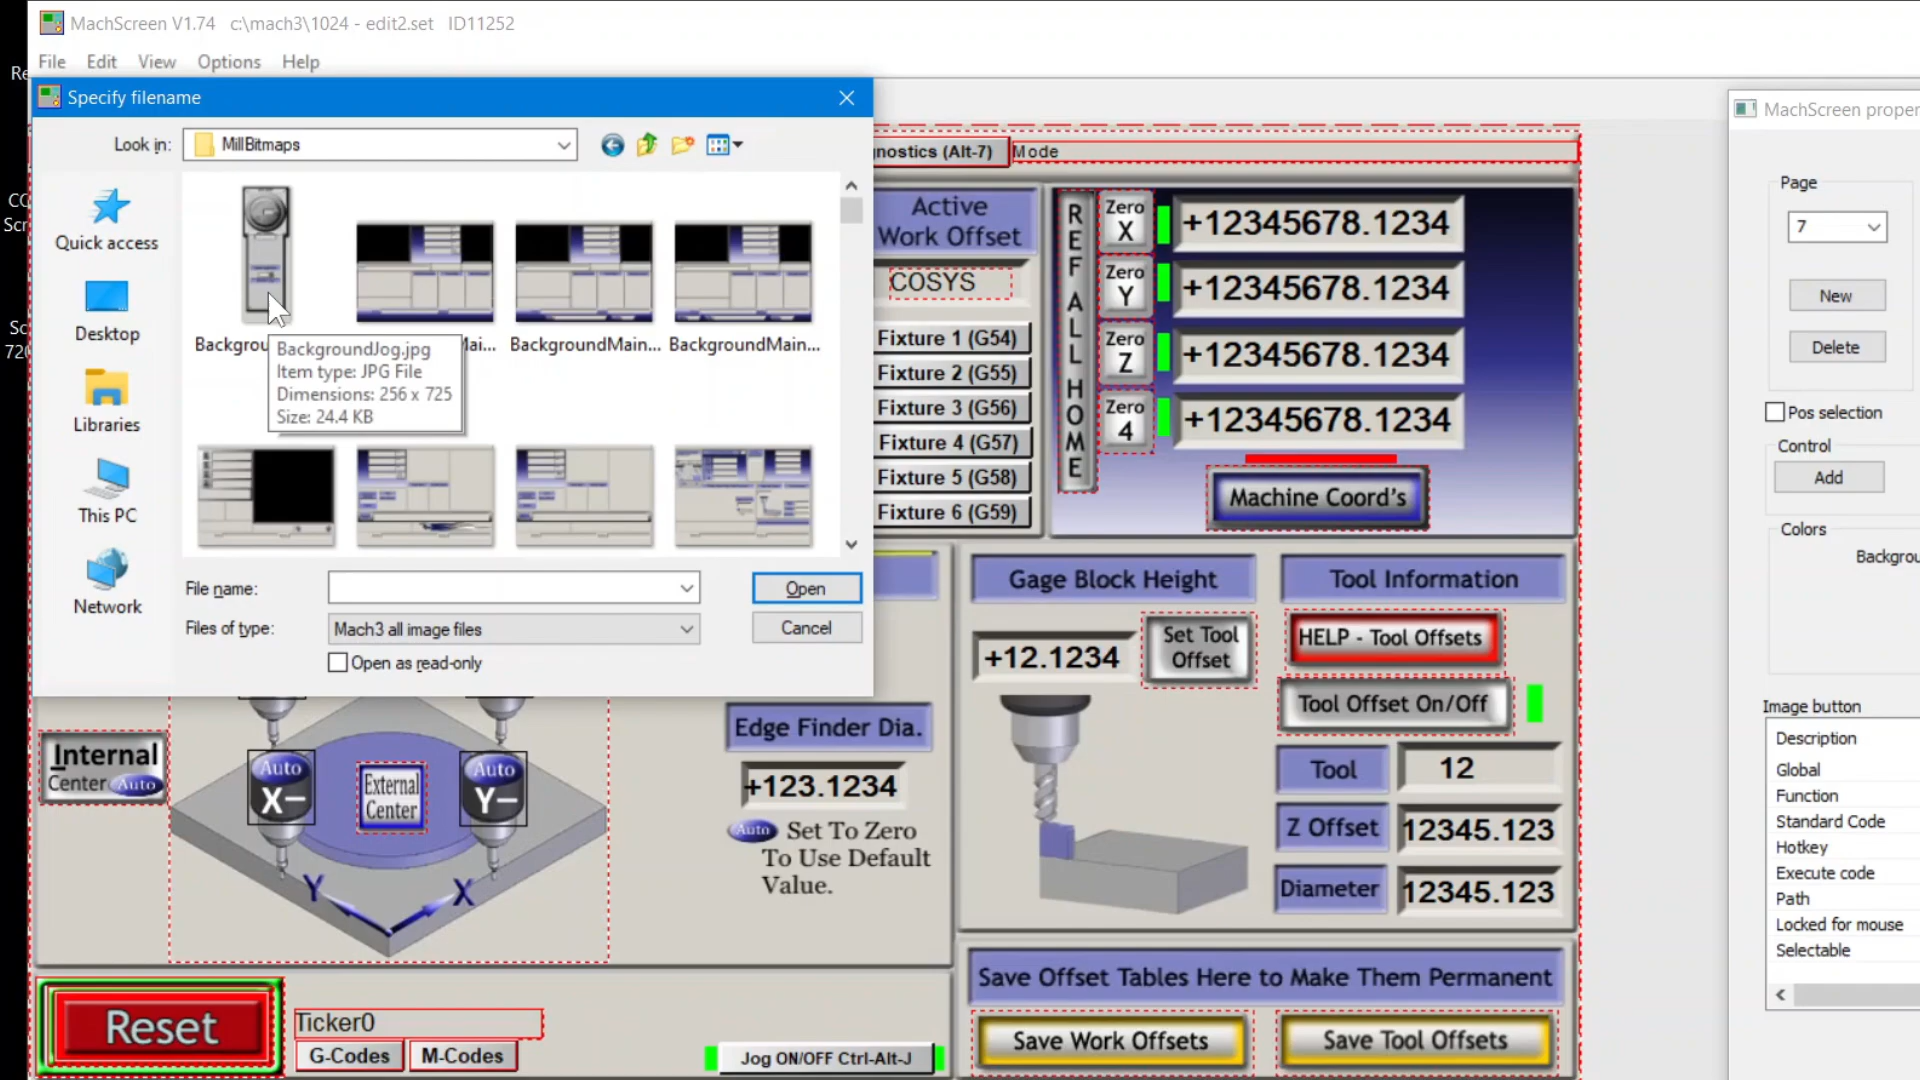 MachScreen V1.74 c:\mach3\1024 - edit2.set ID11252
File Edit View Options Help
Specify filename
Look in: MillBitmaps
Quick access
Desktop
Libraries
This PC
Network
Backgrou
Mai...
BackgroundMain...
BackgroundMain...
BackgroundJog.jpg
Item type: JPG File
Dimensions: 256 x 725
Size: 24.4 KB
File name:
Open
Files of type: Mach3 all image files
Cancel
Open as read-only
Re
CO
Scr
Sc
720
gnostics (Alt-7)
Mode
Active
Work Offset
COSYS
Fixture 1 (G54)
Fixture 2 (G55)
Fixture 3 (G56)
Fixture 4 (G57)
Fixture 5 (G58)
Fixture 6 (G59)
REF ALL HOME
Zero
X
+12345678.1234
Zero
Y
+12345678.1234
Zero
Z
+12345678.1234
Zero
4
+12345678.1234
Machine Coord's
Gage Block Height
+12.1234
Set Tool
Offset
Tool Information
HELP - Tool Offsets
Tool Offset On/Off
Tool 12
Z Offset 12345.123
Diameter 12345.123
Edge Finder Dia.
+123.1234
Auto Set To Zero
To Use Default
Value.
Internal
Center Auto
Auto
X-
External
Center
Auto
Y-
Y
X
Save Offset Tables Here to Make Them Permanent
Save Work Offsets
Save Tool Offsets
Reset
Ticker0
G-Codes
M-Codes
Jog ON/OFF Ctrl-Alt-J
MachScreen proper
Page
7
New
Delete
Pos selection
Control
Add
Colors
Backgrou
Image button
Description
Global
Function
Standard Code
Hotkey
Execute code
Path
Locked for mouse
Selectable